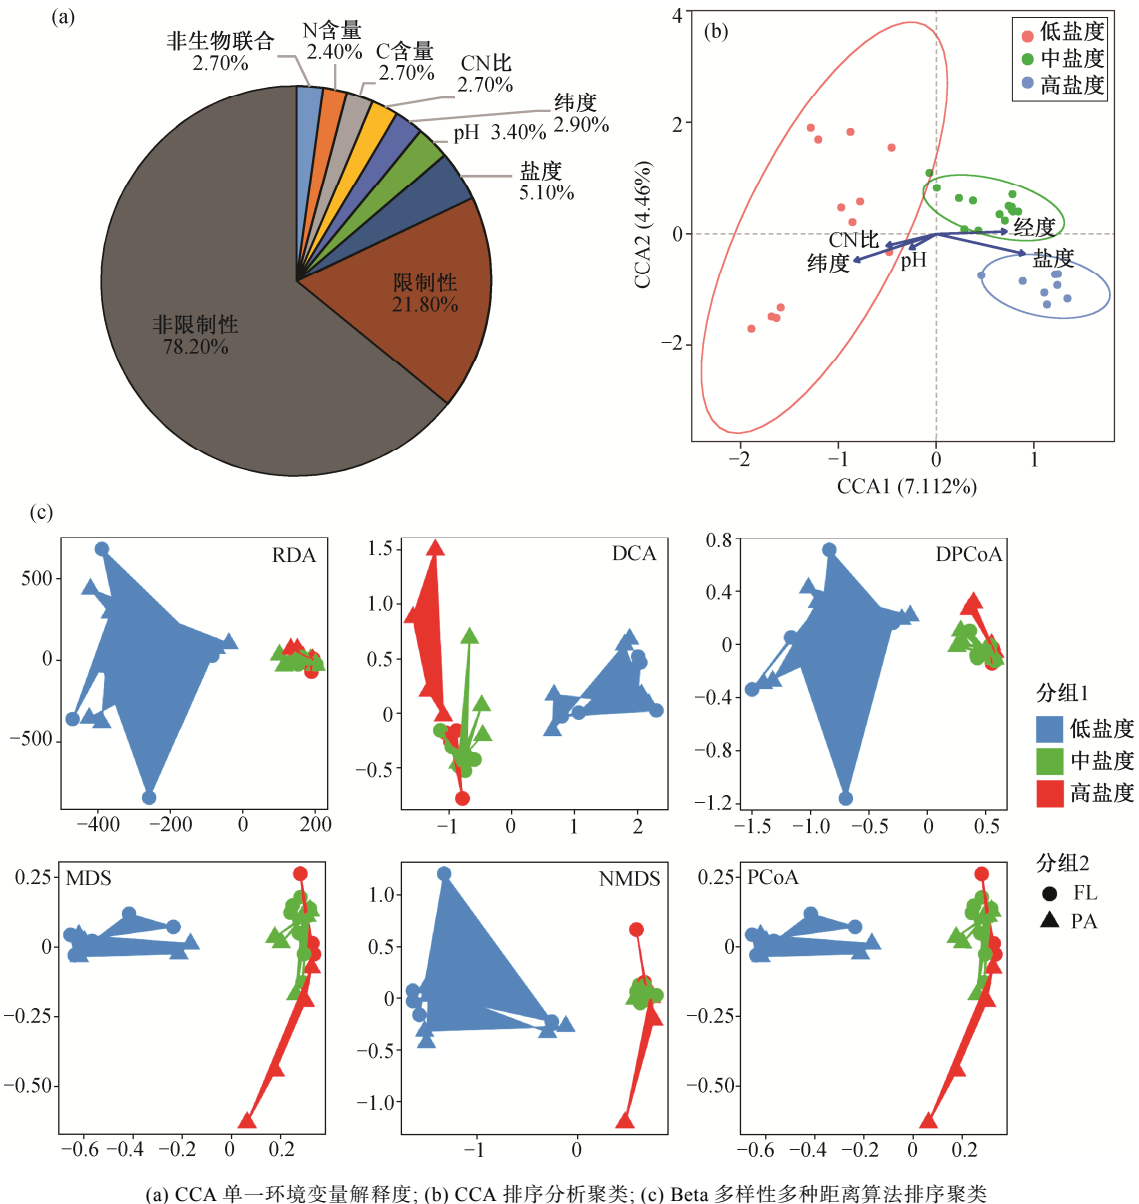 (a)
非生物联合
2.70%
N含量
2.40%
C含量
2.70%
CN比
2.70%
纬度
2.90%
pH 3.40%
盐度
5.10%
限制性
21.80%
非限制性
78.20%
(b)
低盐度
中盐度
高盐度
4
2
0
−2
CCA2 (4.46%)
经度
盐度
CN比
纬度
pH
−2 −1 0 1
CCA1 (7.112%)
(c)
RDA
500
0
−500
−400 −200 0 200
DCA
1.5
1.0
0.5
0
−0.5
−1 0 1 2
DPCoA
0.8
0.4
0
−0.4
−0.8
−1.2
−1.5 −1.0 −0.5 0 0.5
MDS
0.25
0
−0.25
−0.50
−0.6 −0.4 −0.2 0 0.2
NMDS
1.0
0.5
0
−0.5
−1.0
−1 0
PCoA
0.25
0
−0.25
−0.50
−0.6 −0.4 −0.2 0 0.2
分组1
低盐度
中盐度
高盐度
分组2
FL
PA
(a) CCA 单一环境变量解释度; (b) CCA 排序分析聚类; (c) Beta 多样性多种距离算法排序聚类